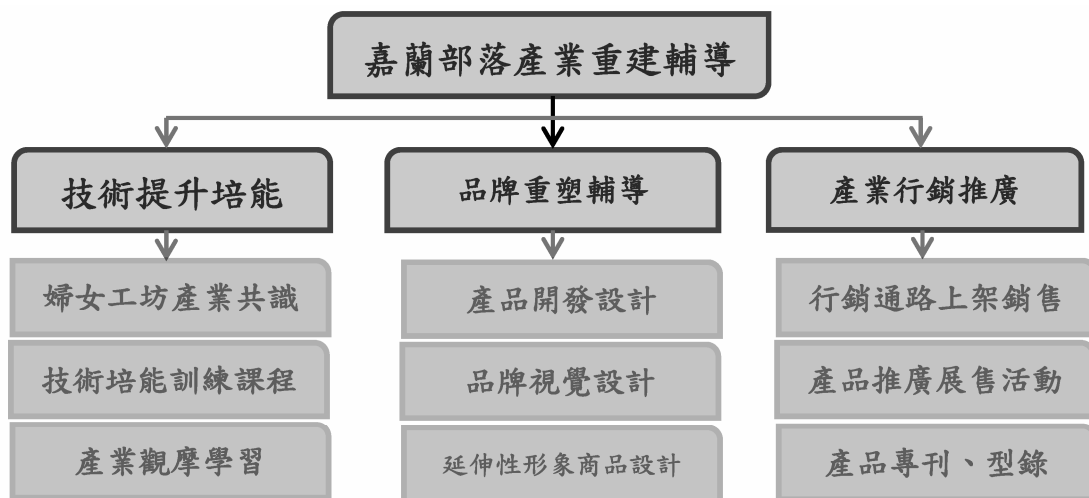 嘉蘭部落產業重建輔導
技術提升培能
品牌重塑輔導
產業行銷推廣
婦女工坊產業共識
產品開發設計
行銷通路上架銷售
技術培能訓練課程
品牌視覺設計
產品推廣展售活動
產業觀摩學習
延伸性形象商品設計
產品專刊、型錄